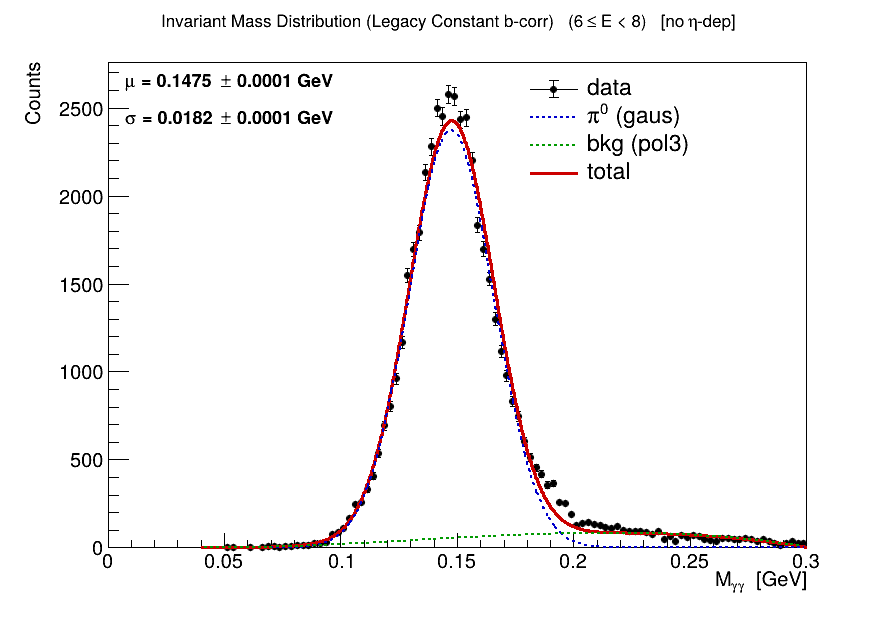 Invariant Mass Distribution (Legacy Constant b-corr) (6 ≤ E < 8) [no η-dep]
μ = 0.1475 ± 0.0001 GeV
σ = 0.0182 ± 0.0001 GeV
data
π⁰ (gaus)
bkg (pol3)
total
Counts
2500
2000
1500
1000
500
0
0 0.05 0.1 0.15 0.2 0.25 0.3
Mγγ [GeV]